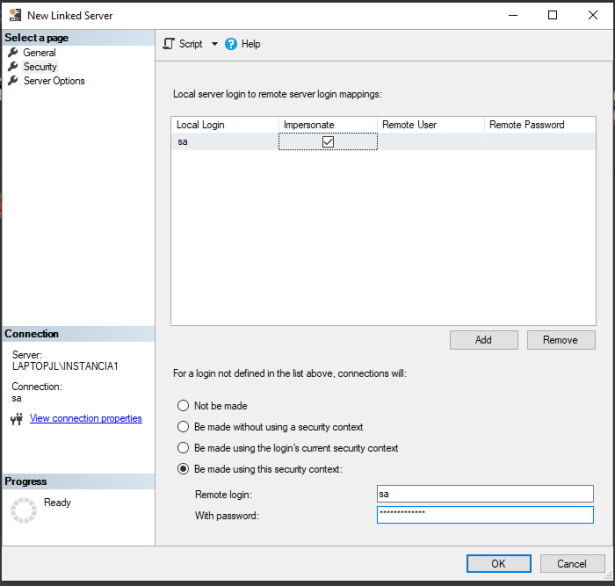 New Linked Server
Select a page
General
Security
Server Options
Script Help
Local server login to remote server login mappings:
Local Login Impersonate Remote User Remote Password
sa
Add Remove
Connection
Server:
LAPTOPJL\INSTANCIA1
Connection:
sa
View connection properties
Progress
Ready
For a login not defined in the list above, connections will:
Not be made
Be made without using a security context
Be made using the login's current security context
Be made using this security context:
Remote login: sa
With password: *************
OK Cancel